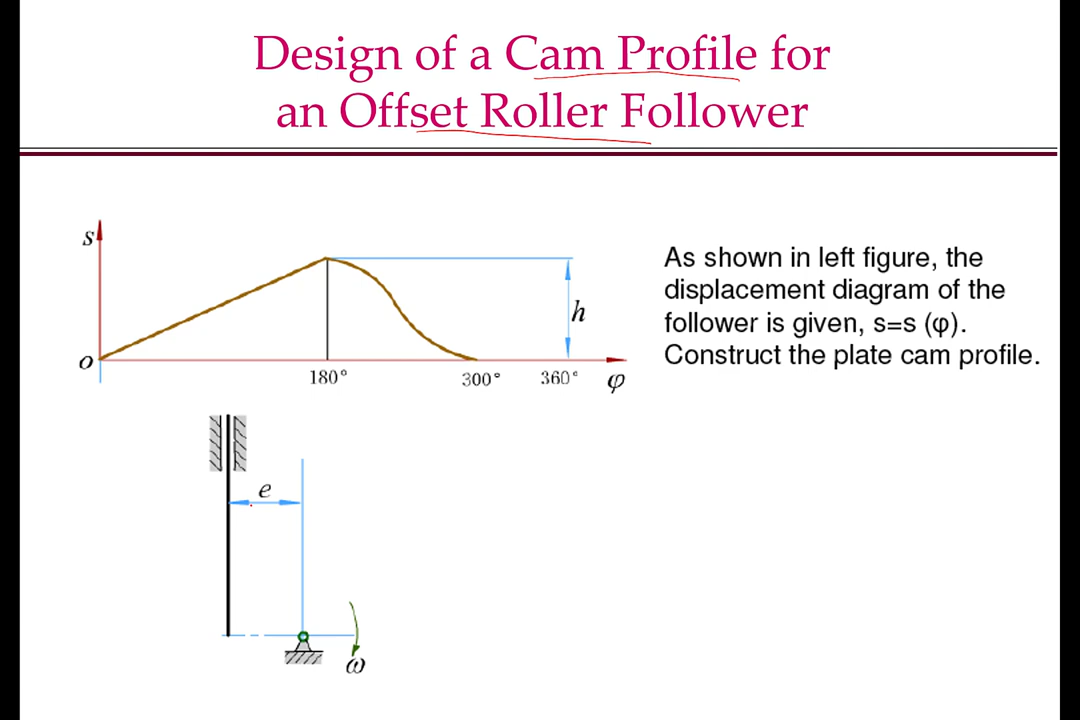 Design of a Cam Profile for
an Offset Roller Follower
s
h
o
180°
300°
360°
φ
As shown in left figure, the
displacement diagram of the
follower is given, s=s (φ).
Construct the plate cam profile.
e
ω